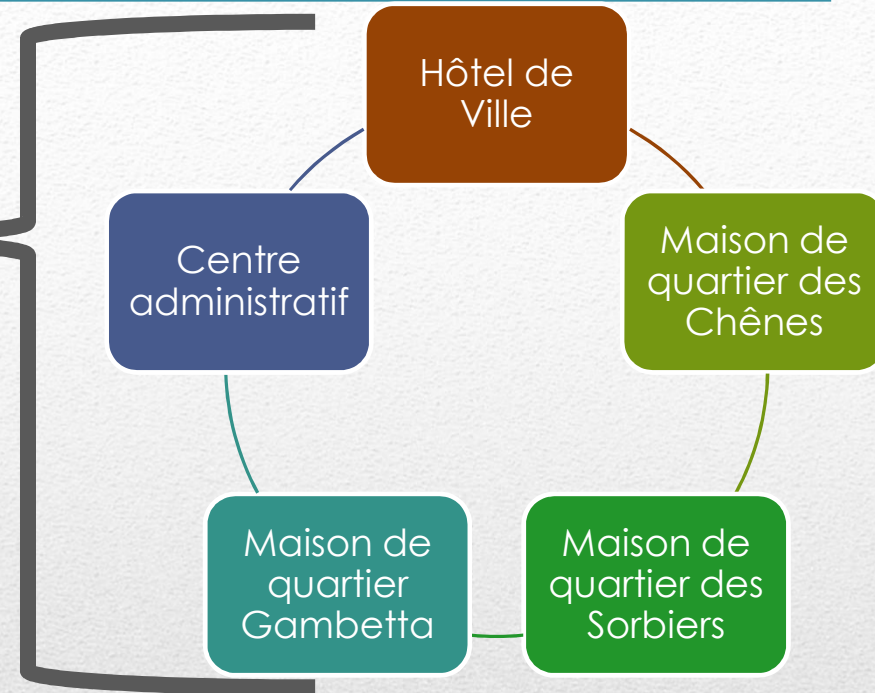 Hôtel de
Ville
Maison de
quartier des
Chênes
Maison de
quartier des
Sorbiers
Maison de
quartier
Gambetta
Centre
administratif